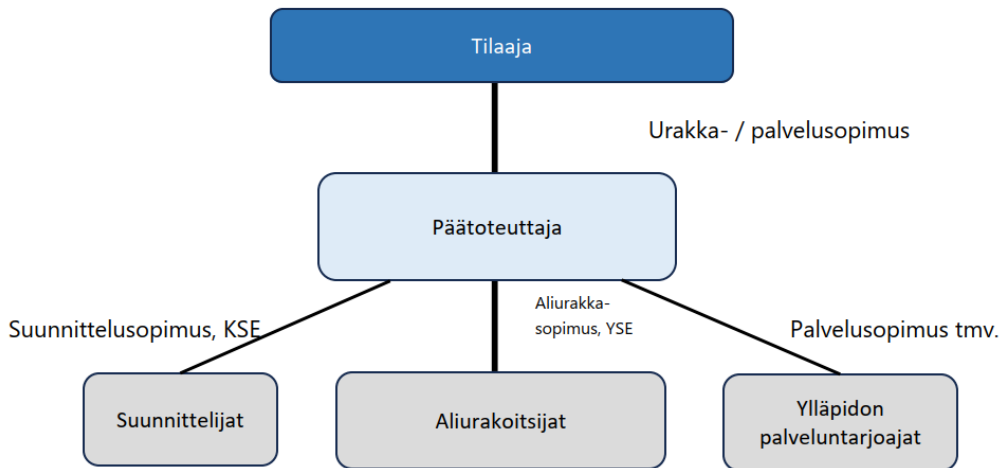 Tilaaja
Urakka- / palvelusopimus
Päätoteuttaja
Suunnittelusopimus, KSE
Aliurakka-
sopimus, YSE
Palvelusopimus tmv.
Suunnittelijat
Aliurakoitsijat
Ylläpidon
palveluntarjoajat